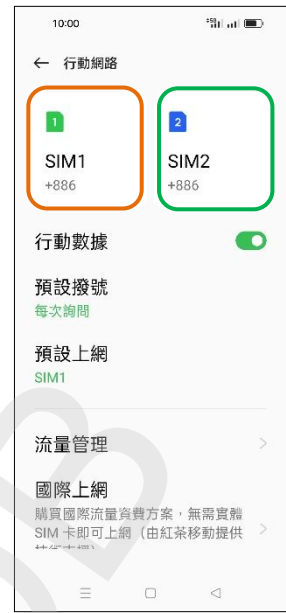 10:00
行動網路
1
2
SIM1
SIM2
+886
+886
行動數據
預設撥號
每次詢問
預設上網
SIM1
流量管理
國際上網
購買國際流量資費方案，無需實體
SIM 卡即可上網（由紅茶移動提供